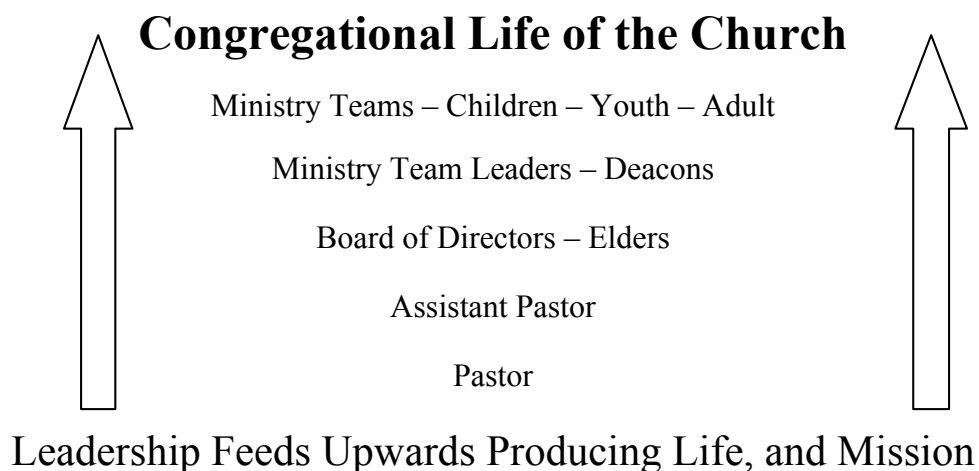 Congregational Life of the Church
Ministry Teams – Children – Youth – Adult
Ministry Team Leaders – Deacons
Board of Directors – Elders
Assistant Pastor
Pastor
Leadership Feeds Upwards Producing Life, and Mission